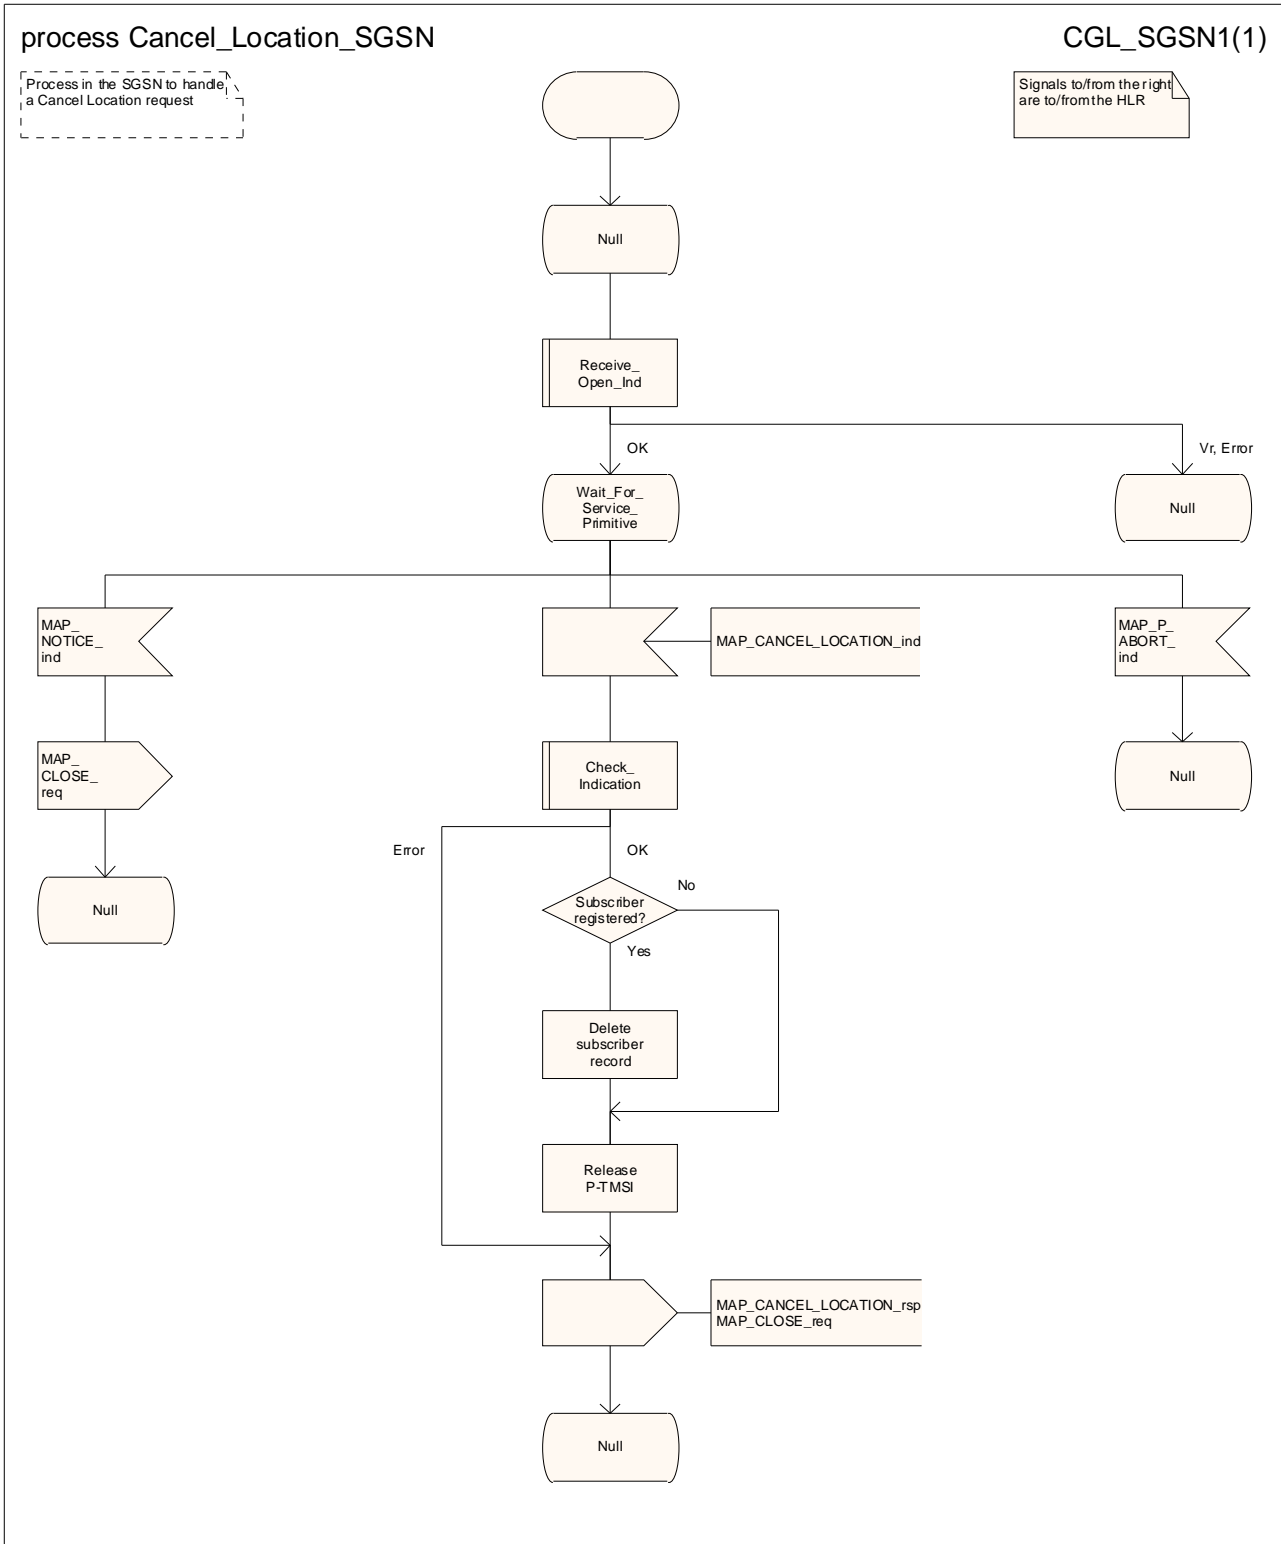 process Cancel_Location_SGSN
CGL_SGSN1(1)
Process in the SGSN to handle
a Cancel Location request
Signals to/from the right
are to/from the HLR
Null
Receive_
Open_Ind
OK
Vr, Error
Wait_For_
Service_
Primitive
Null
MAP_
NOTICE_
ind
MAP_CANCEL_LOCATION_ind
MAP_P_
ABORT_
ind
MAP_
CLOSE_
req
Check_
Indication
Null
Error
OK
No
Subscriber
registered?
Null
Yes
Delete
subscriber
record
Release
P-TMSI
MAP_CANCEL_LOCATION_rsp
MAP_CLOSE_req
Null